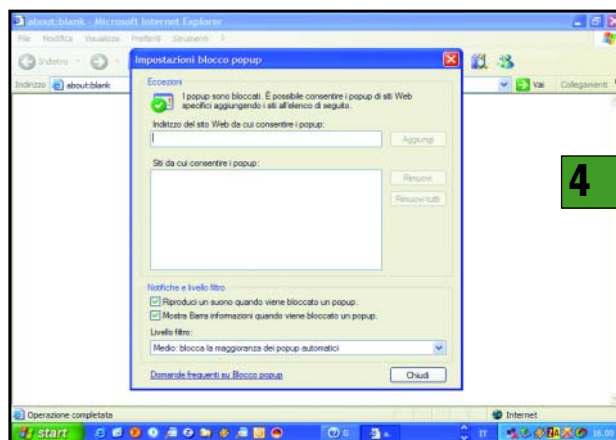 about:blank - Microsoft Internet Explorer
File Modifica Visualizza Preferiti Strumenti ?
Indietro
Indirizzo about:blank Vai Collegamenti
Impostazioni blocco popup
Eccezioni
I popup sono bloccati. È possibile consentire i popup di siti Web
specifici aggiungendo i siti all'elenco di seguito.
Indirizzo del sito Web da cui consentire i popup:
Aggiungi
Siti da cui consentire i popup:
Rimuovi
Rimuovi tutti
Notifiche e livello filtro
Riproduci un suono quando viene bloccato un popup.
Mostra Barra informazioni quando viene bloccato un popup.
Livello filtro:
Medio: blocca la maggioranza dei popup automatici
Domande frequenti su Blocco popup
Chiudi
4
Operazione completata Internet
start IT 16.00